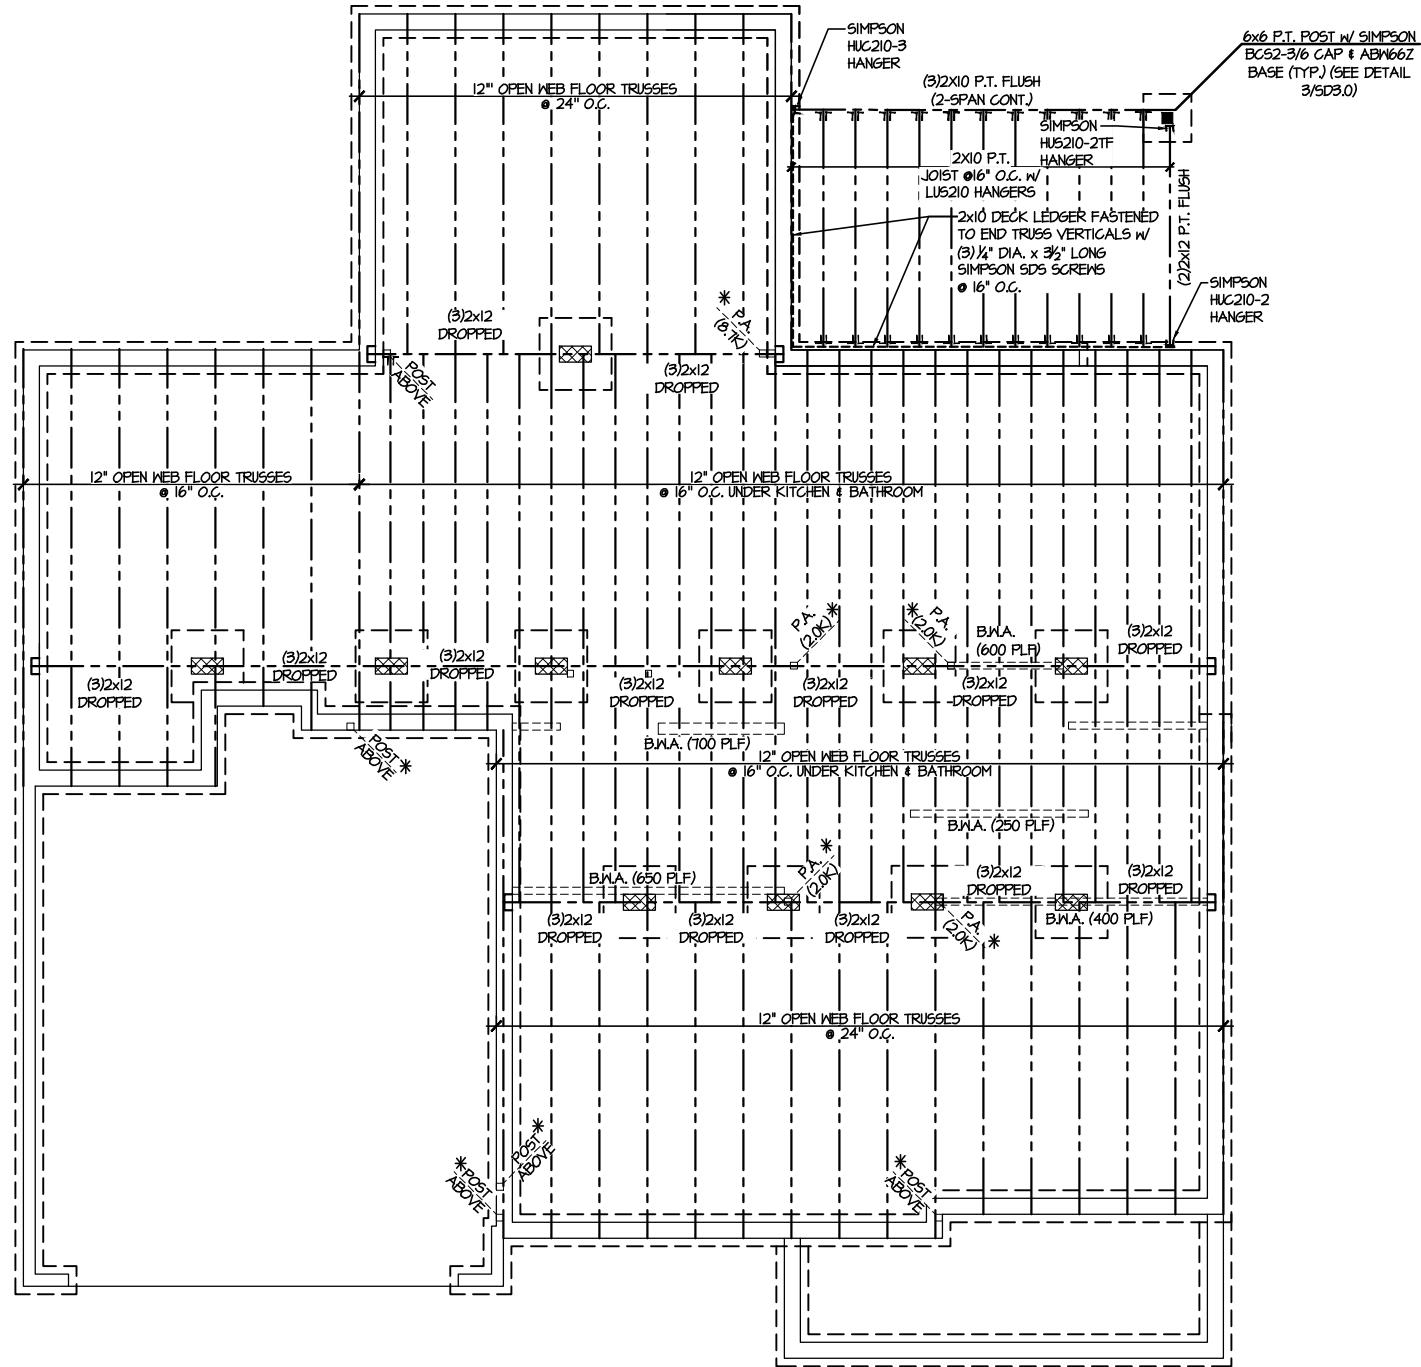 SIMPSON
HUC210-3
HANGER
6x6 P.T. POST W/ SIMPSON
BCS2-3/6 CAP & ABW66Z
BASE (TYP.) (SEE DETAIL
3/SD3.0)
12" OPEN WEB FLOOR TRUSSES
@ 24" O.C.
(3)2X10 P.T. FLUSH
(2-SPAN CONT.)
SIMPSON
HUS210-2TF
HANGER
2X10 P.T.
JOIST @16" O.C. W/
LUS210 HANGERS
(2)2x12 P.T. FLUSH
2x10 DECK LEDGER FASTENED
TO END TRUSS VERTICALS W/
(3) 1/4" DIA. x 3 1/2" LONG
SIMPSON SDS SCREWS
@ 16" O.C.
SIMPSON
HUC210-2
HANGER
(3)2x12
DROPPED
* P.A.
(8.7K)
POST
ABOVE
(3)2x12
DROPPED
12" OPEN WEB FLOOR TRUSSES
@ 16" O.C.
12" OPEN WEB FLOOR TRUSSES
@ 16" O.C. UNDER KITCHEN & BATHROOM
P.A. *
(2.0K)
* P.A.
(2.0K)
B.W.A.
(600 PLF)
(3)2x12
DROPPED
(3)2x12
DROPPED
(3)2x12
DROPPED
(3)2x12
DROPPED
(3)2x12
DROPPED
(3)2x12
DROPPED
(3)2x12
DROPPED
POST *
ABOVE
B.W.A. (700 PLF)
12" OPEN WEB FLOOR TRUSSES
@ 16" O.C. UNDER KITCHEN & BATHROOM
B.W.A. (250 PLF)
P.A. *
(2.0K)
B.W.A. (650 PLF)
(3)2x12
DROPPED
(3)2x12
DROPPED
(3)2x12
DROPPED
(3)2x12
DROPPED
(3)2x12
DROPPED
B.W.A. (400 PLF)
P.A. *
(2.0K)
12" OPEN WEB FLOOR TRUSSES
@ 24" O.C.
POST *
ABOVE
* POST
ABOVE
* POST
ABOVE